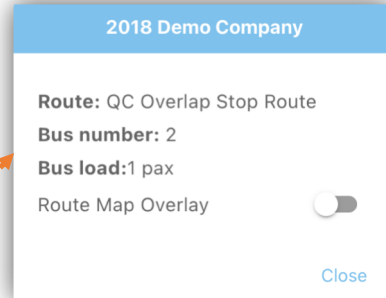 2018 Demo Company
Route: QC Overlap Stop Route
Bus number: 2
Bus load:1 pax
Route Map Overlay
Close